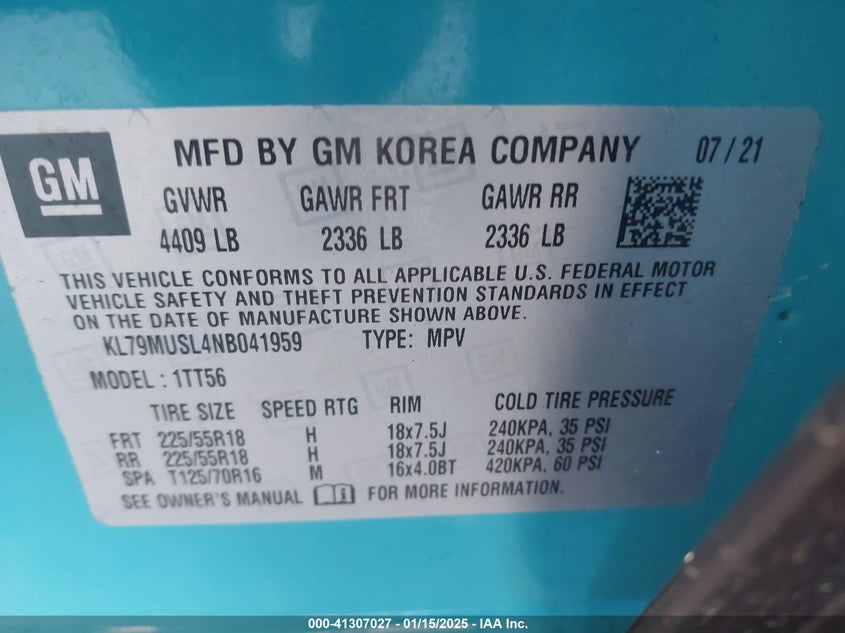 GM
MFD BY GM KOREA COMPANY 07/21
GVWR GAWR FRT GAWR RR
4409 LB 2336 LB 2336 LB
THIS VEHICLE CONFORMS TO ALL APPLICABLE U.S. FEDERAL MOTOR
VEHICLE SAFETY AND THEFT PREVENTION STANDARDS IN EFFECT
ON THE DATE OF MANUFACTURE SHOWN ABOVE.
KL79MUSL4NB041959 TYPE: MPV
MODEL : 1TT56
TIRE SIZE SPEED RTG RIM COLD TIRE PRESSURE
FRT 225/55R18 H 18x7.5J 240KPA, 35 PSI
RR 225/55R18 H 18x7.5J 240KPA, 35 PSI
SPA T125/70R16 M 16x4.0BT 420KPA, 60 PSI
SEE OWNER'S MANUAL FOR MORE INFORMATION.
000-41307027 - 01/15/2025 - IAA Inc.